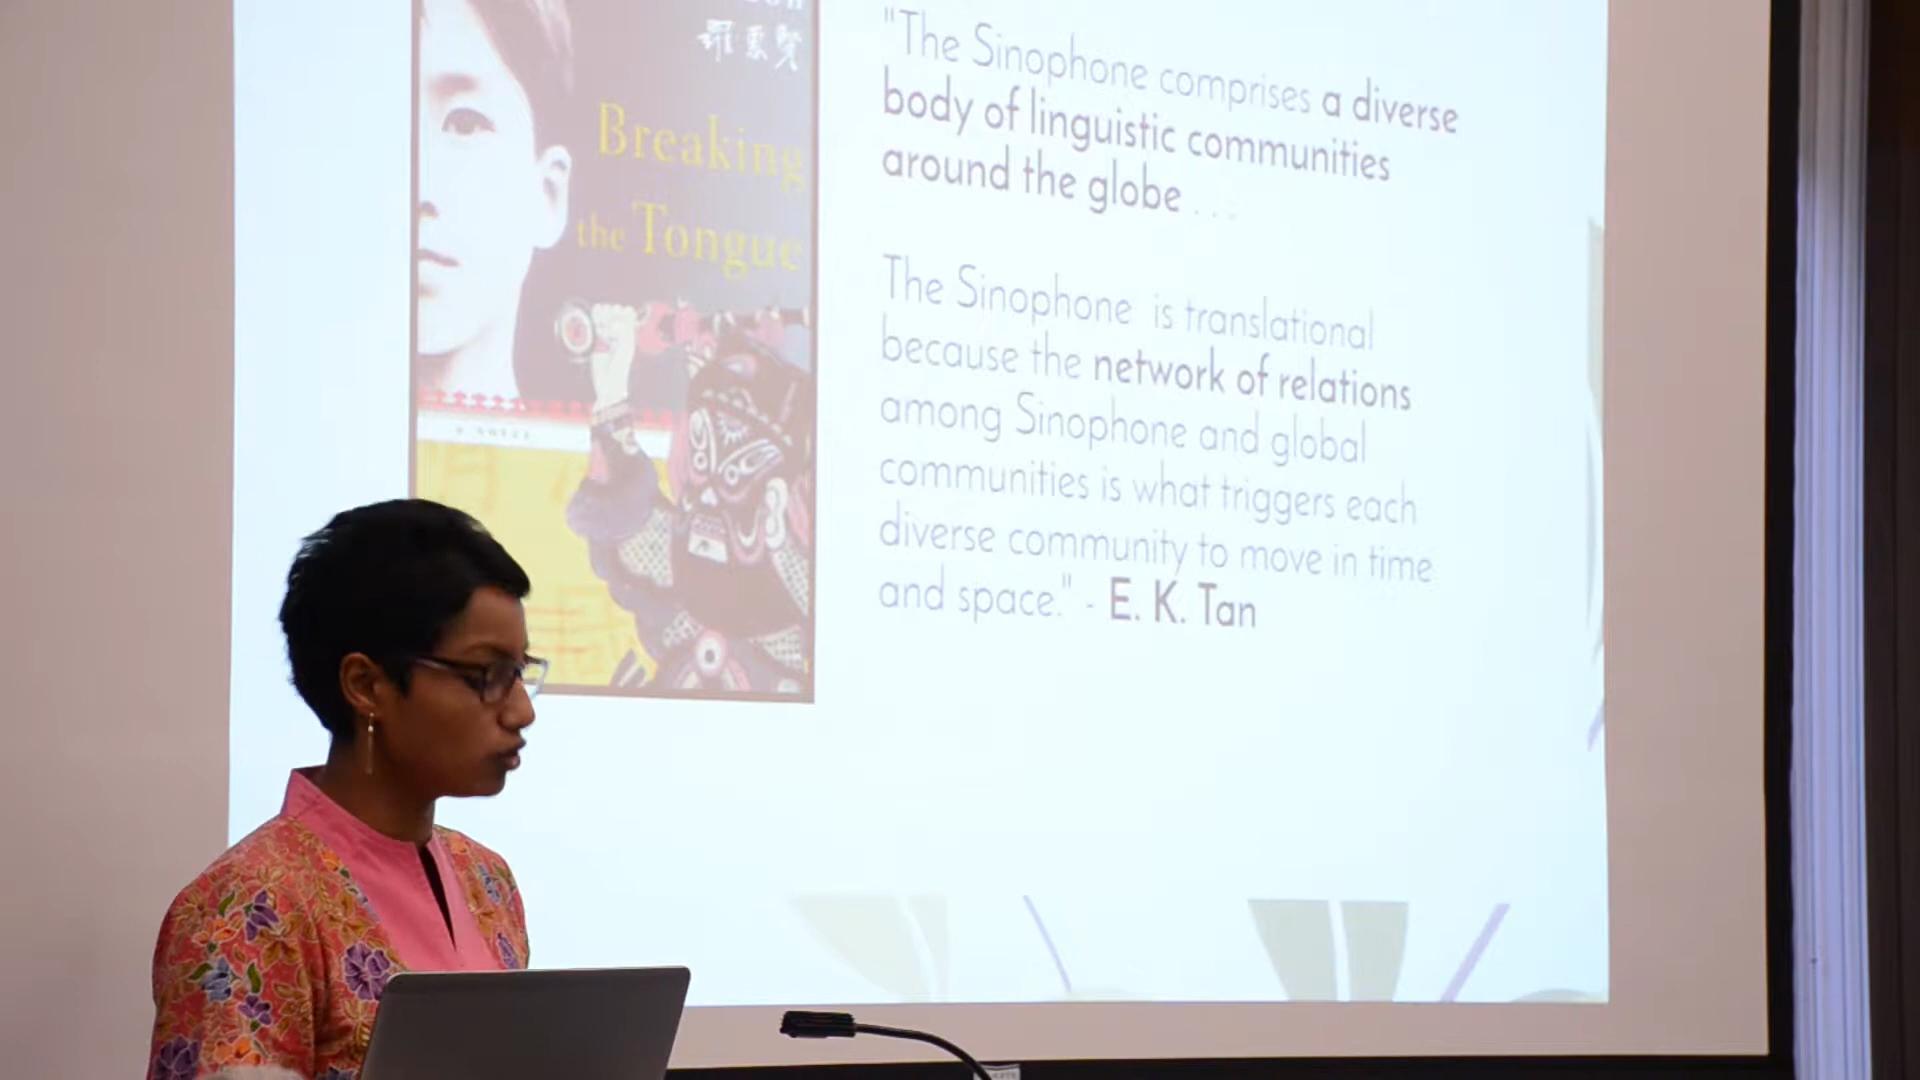 羅惠賢
Breaking
the Tongue
A NOVEL
"The Sinophone comprises a diverse
body of linguistic communities
around the globe . . .
The Sinophone is translational
because the network of relations
among Sinophone and global
communities is what triggers each
diverse community to move in time
and space." - E. K. Tan